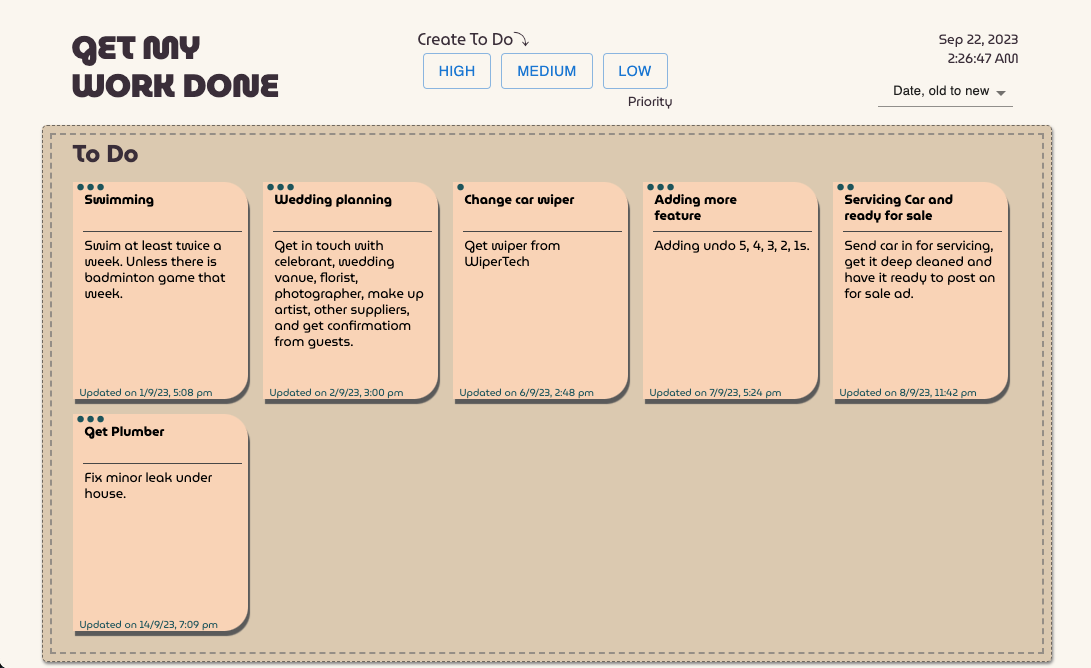 GET MY
WORK DONE
Create To Do
HIGH
MEDIUM
LOW
Priority
Sep 22, 2023
2:26:47 AM
Date, old to new
To Do
Swimming
Swim at least twice a
week. Unless there is
badminton game that
week.
Updated on 1/9/23, 5:08 pm
Wedding planning
Get in touch with
celebrant, wedding
vanue, florist,
photographer, make up
artist, other suppliers,
and get confirmatiom
from guests.
Updated on 2/9/23, 3:00 pm
Change car wiper
Get wiper from
WiperTech
Updated on 6/9/23, 2:48 pm
Adding more
feature
Adding undo 5, 4, 3, 2, 1s.
Updated on 7/9/23, 5:24 pm
Servicing Car and
ready for sale
Send car in for servicing,
get it deep cleaned and
have it ready to post an
for sale ad.
Updated on 8/9/23, 11:42 pm
Get Plumber
Fix minor leak under
house.
Updated on 14/9/23, 7:09 pm